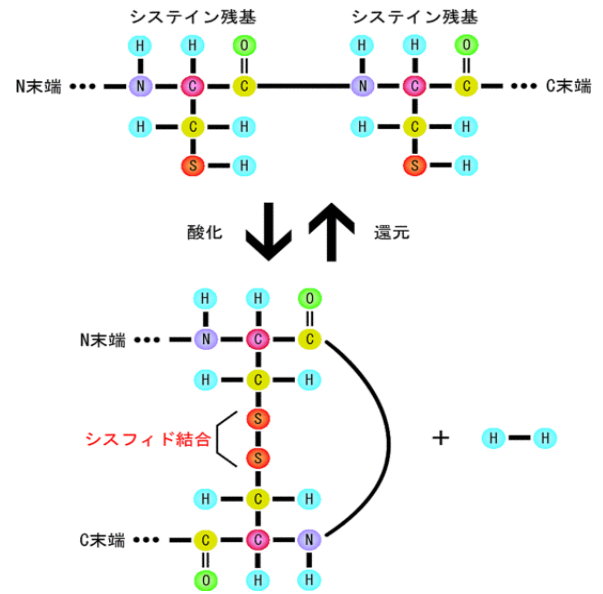 システイン残基 システイン残基
H H O H H O
N末端 ••• N C C N C C ••• C末端
H C H H C H
S H S H
酸化 還元
H H O
N末端 ••• N C C
H C H
S
シスフィド結合 + H H
S
H C H
C末端 ••• C C N
O H H